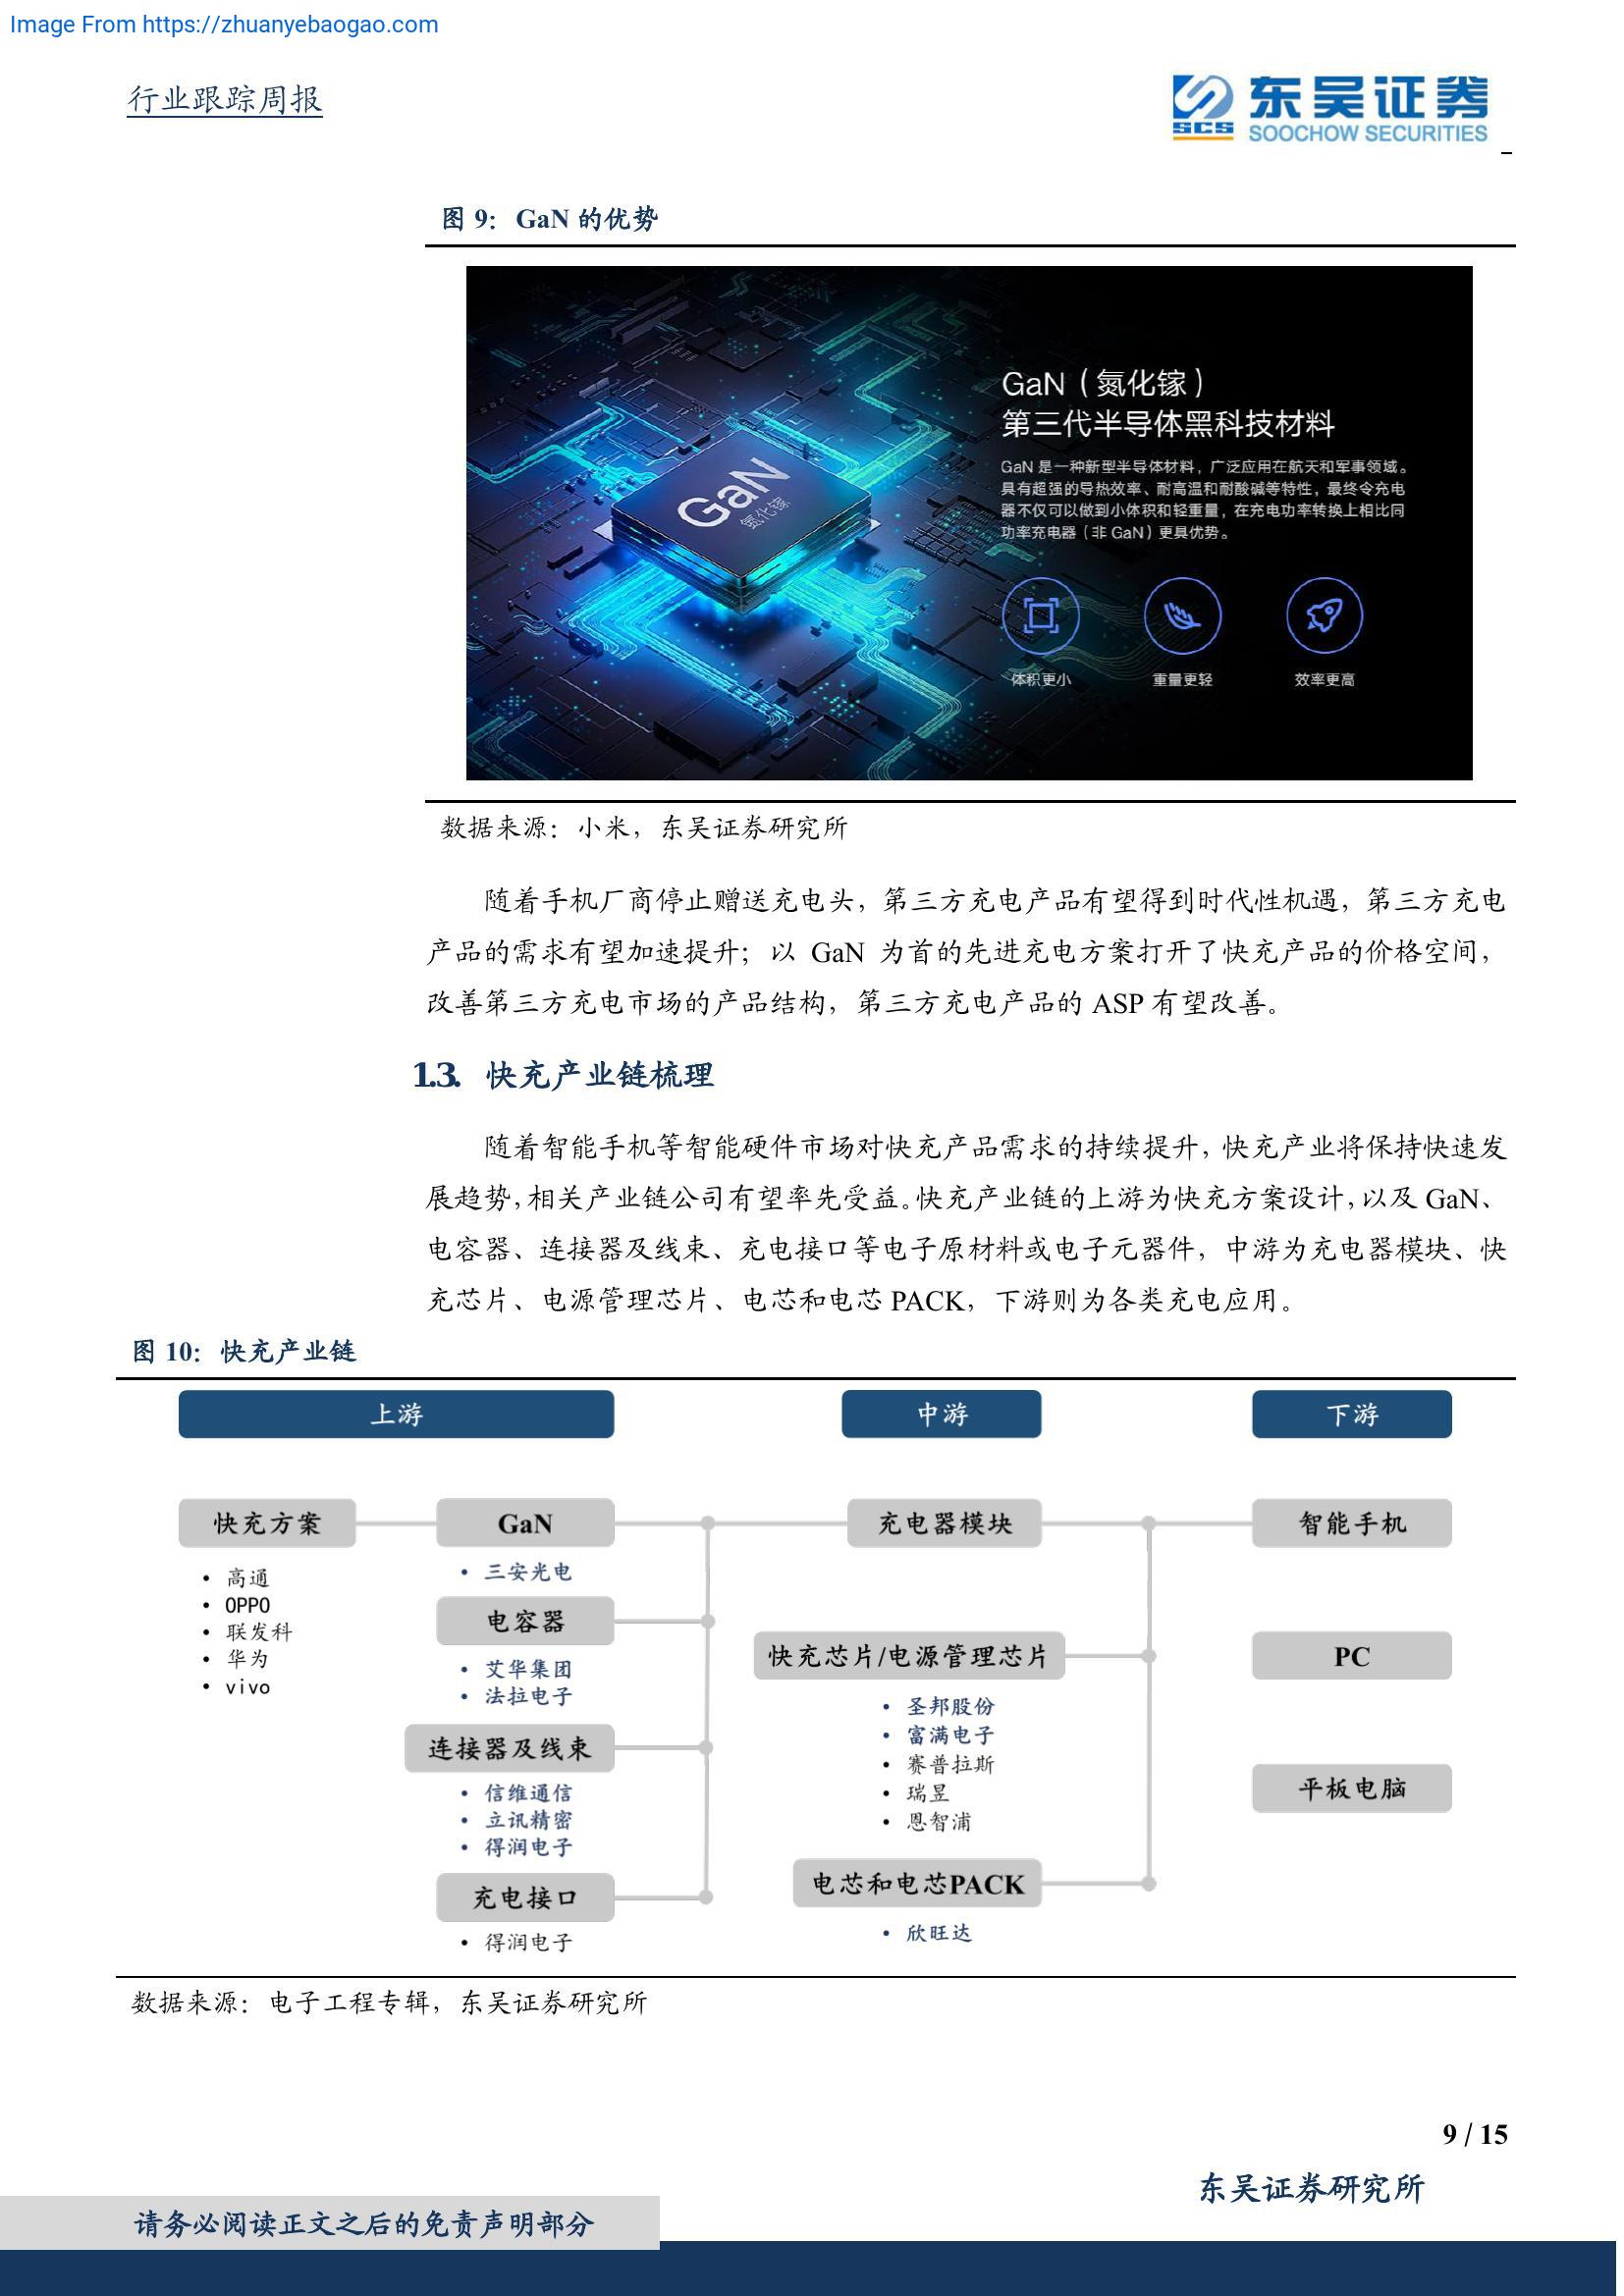 Image From https://zhuanyebaogao.com
行业跟踪周报
东吴证券
SCS
SOOCHOW SECURITIES
图 9：GaN 的优势
GaN
氮化镓
GaN（氮化镓）
第三代半导体黑科技材料
GaN 是一种新型半导体材料，广泛应用在航天和军事领域。
具有超强的导热效率、耐高温和耐酸碱等特性，最终令充电
器不仅可以做到小体积和轻重量，在充电功率转换上相比同
功率充电器（非 GaN）更具优势。
体积更小
重量更轻
效率更高
数据来源：小米，东吴证券研究所
随着手机厂商停止赠送充电头，第三方充电产品有望得到时代性机遇，第三方充电
产品的需求有望加速提升；以 GaN 为首的先进充电方案打开了快充产品的价格空间，
改善第三方充电市场的产品结构，第三方充电产品的 ASP 有望改善。
1.3. 快充产业链梳理
随着智能手机等智能硬件市场对快充产品需求的持续提升，快充产业将保持快速发
展趋势，相关产业链公司有望率先受益。快充产业链的上游为快充方案设计，以及 GaN、
电容器、连接器及线束、充电接口等电子原材料或电子元器件，中游为充电器模块、快
充芯片、电源管理芯片、电芯和电芯 PACK，下游则为各类充电应用。
图 10：快充产业链
上游
中游
下游
快充方案
• 高通
• OPPO
• 联发科
• 华为
• vivo
GaN
• 三安光电
电容器
• 艾华集团
• 法拉电子
连接器及线束
• 信维通信
• 立讯精密
• 得润电子
充电接口
• 得润电子
充电器模块
快充芯片/电源管理芯片
• 圣邦股份
• 富满电子
• 赛普拉斯
• 瑞昱
• 恩智浦
电芯和电芯PACK
• 欣旺达
智能手机
PC
平板电脑
数据来源：电子工程专辑，东吴证券研究所
9 / 15
东吴证券研究所
请务必阅读正文之后的免责声明部分